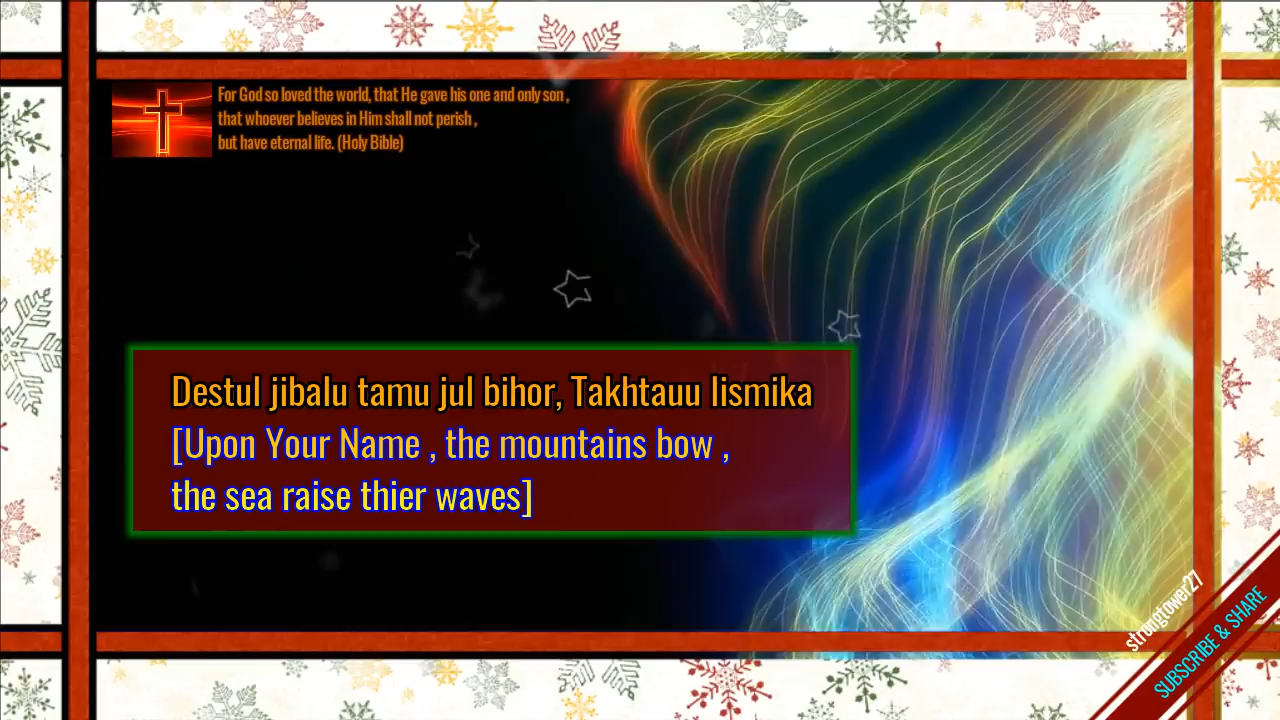 For God so loved the world, that He gave his one and only son ,
that whoever believes in Him shall not perish ,
but have eternal life. (Holy Bible)
Destul jibalu tamu jul bihor, Takhtauu lismika
[Upon Your Name , the mountains bow ,
the sea raise thier waves]
strongtower27
SUBSCRIBE & SHARE